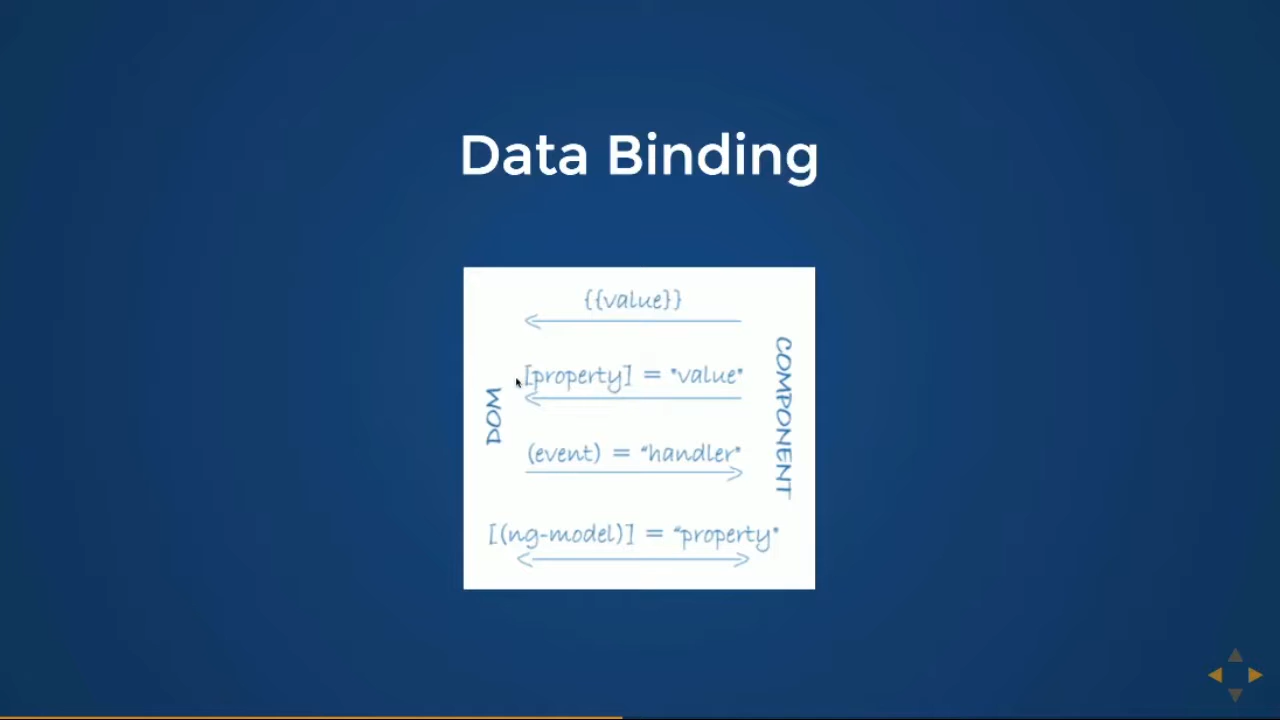 Data Binding
{{value}}
[property] = "value"
DOM
COMPONENT
(event) = "handler"
[(ng-model)] = "property"